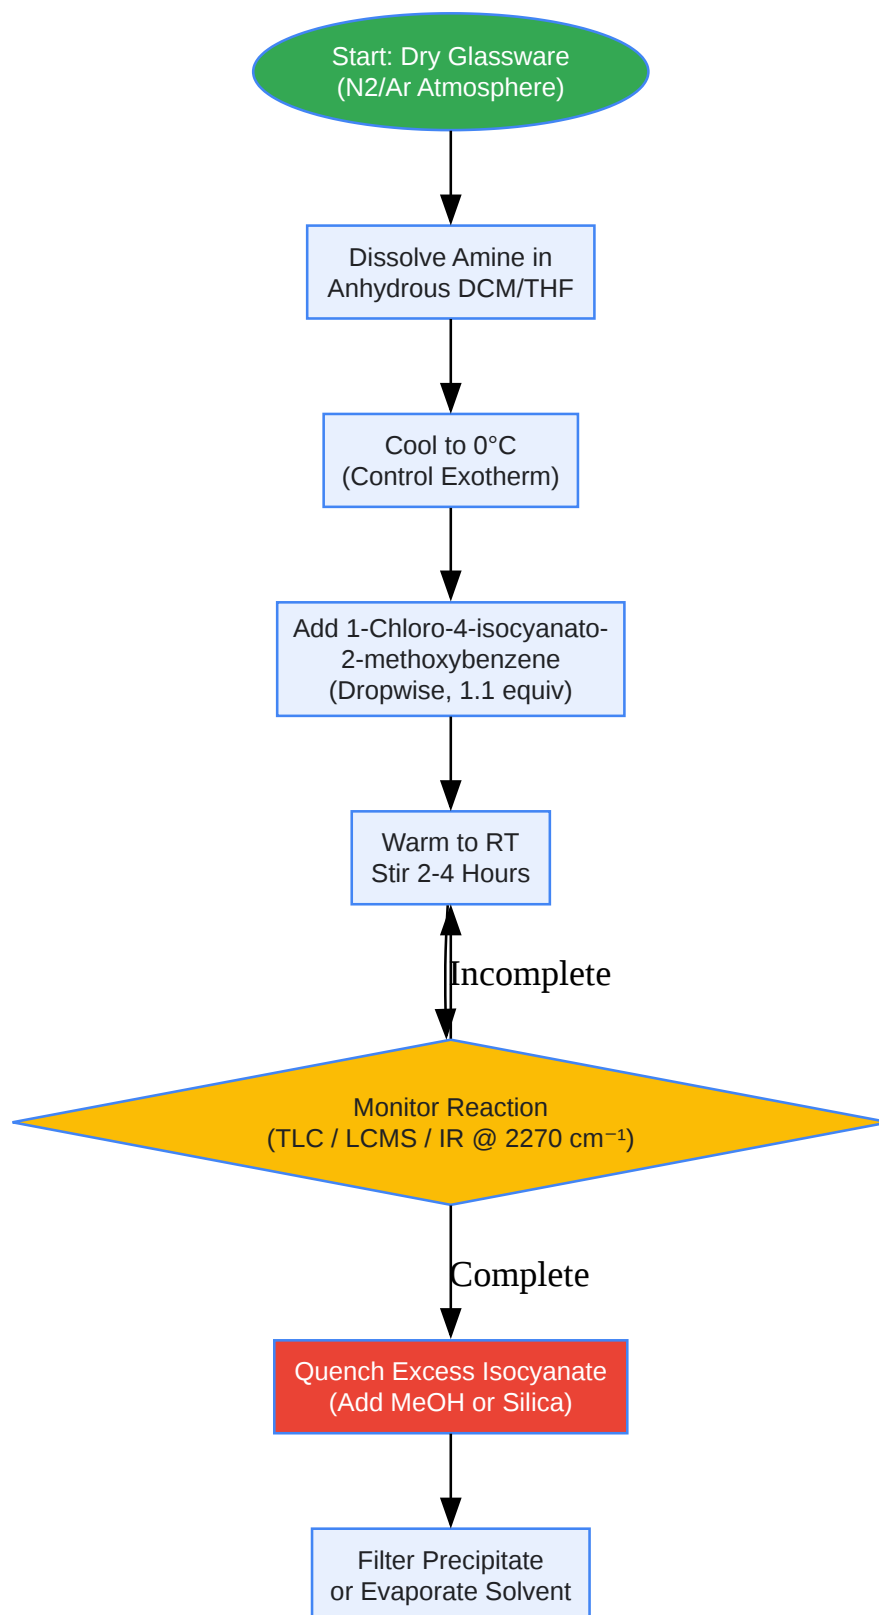 Start: Dry Glassware
(N2/Ar Atmosphere)
Dissolve Amine in
Anhydrous DCM/THF
Cool to 0°C
(Control Exotherm)
Add 1-Chloro-4-isocyanato-
2-methoxybenzene
(Dropwise, 1.1 equiv)
Warm to RT
Stir 2-4 Hours
Incomplete
Monitor Reaction
(TLC / LCMS / IR @ 2270 cm⁻¹)
Complete
Quench Excess Isocyanate
(Add MeOH or Silica)
Filter Precipitate
or Evaporate Solvent